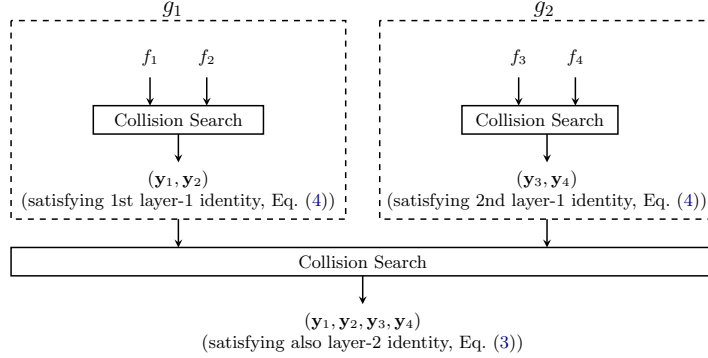 g₁ g₂
f₁ f₂ f₃ f₄
Collision Search Collision Search
(y₁, y₂) (y₃, y₄)
(satisfying 1st layer-1 identity, Eq. (4)) (satisfying 2nd layer-1 identity, Eq. (4))
Collision Search
(y₁, y₂, y₃, y₄)
(satisfying also layer-2 identity, Eq. (3))